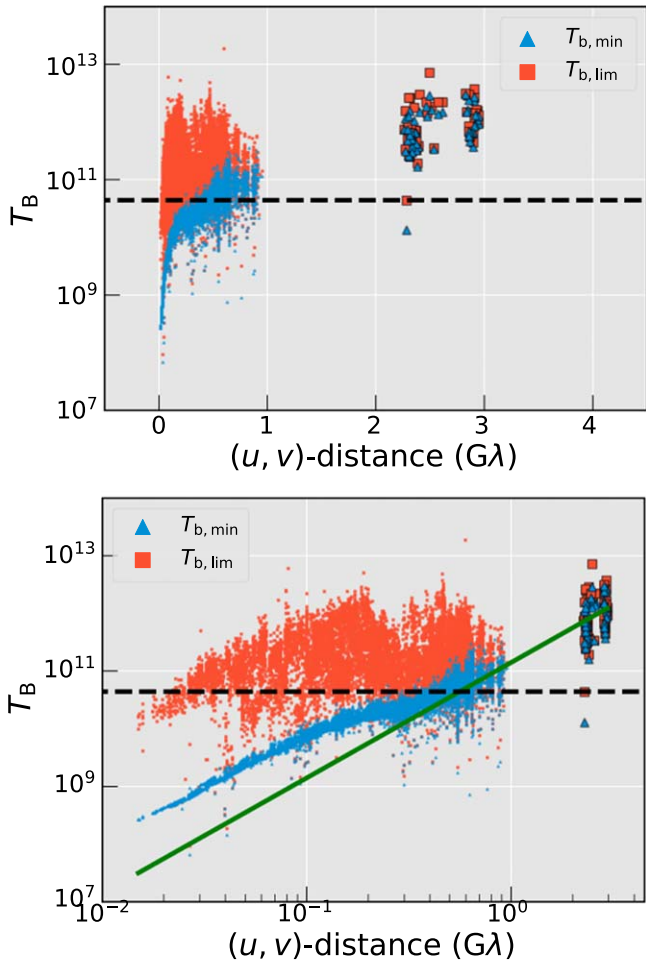 T_b, min
T_b, lim
10^13
10^11
10^9
10^7
T_B
0 1 2 3 4
(u, v)-distance (Gλ)
T_b, min
T_b, lim
10^13
10^11
10^9
10^7
T_B
10^−2 10^−1 10^0
(u, v)-distance (Gλ)